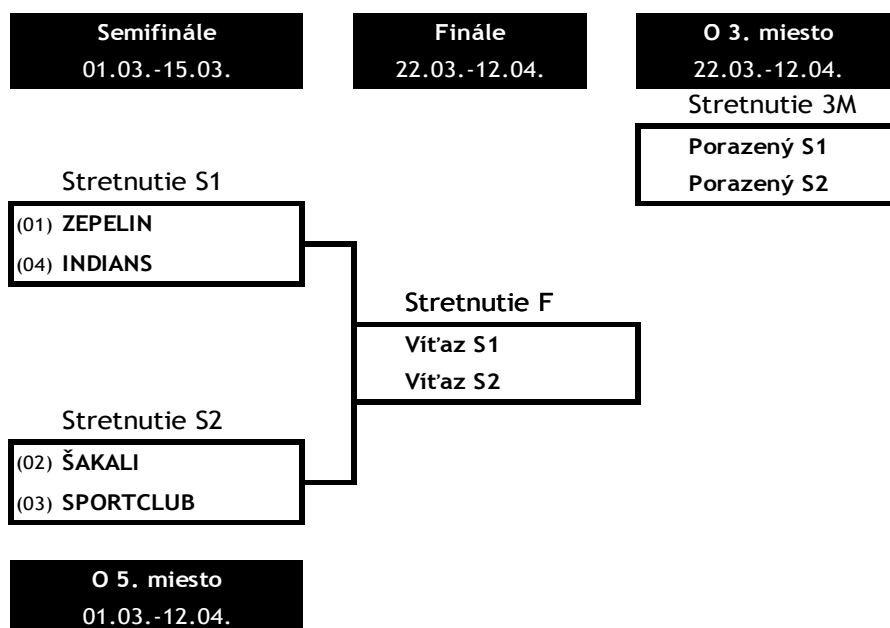 Semifinále
01.03.-15.03.
Finále
22.03.-12.04.
O 3. miesto
22.03.-12.04.
Stretnutie 3M
Porazený S1
Porazený S2
Stretnutie S1
(01) ZEPELIN
(04) INDIANS
Stretnutie F
Víťaz S1
Víťaz S2
Stretnutie S2
(02) ŠAKALI
(03) SPORTCLUB
O 5. miesto
01.03.-12.04.